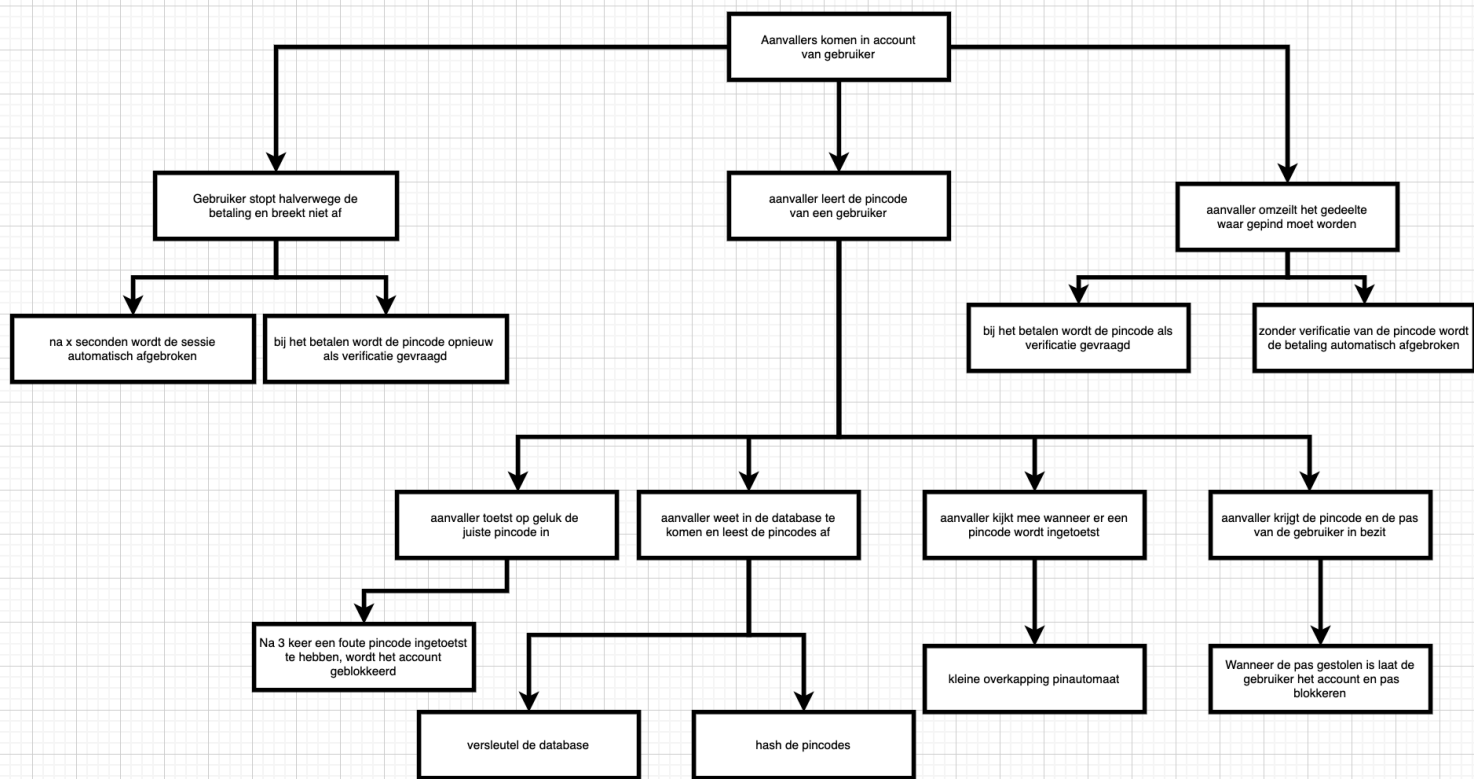 Aanvallers komen in account
van gebruiker
Gebruiker stopt halverwege de
betaling en breekt niet af
aanvaller leert de pincode
van een gebruiker
aanvaller omzeilt het gedeelte
waar gepind moet worden
na x seconden wordt de sessie
automatisch afgebroken
bij het betalen wordt de pincode opnieuw
als verificatie gevraagd
bij het betalen wordt de pincode als
verificatie gevraagd
zonder verificatie van de pincode wordt
de betaling automatisch afgebroken
aanvaller toetst op geluk de
juiste pincode in
aanvaller weet in de database te
komen en leest de pincodes af
aanvaller kijkt mee wanneer er een
pincode wordt ingetoetst
aanvaller krijgt de pincode en de pas
van de gebruiker in bezit
Na 3 keer een foute pincode ingetoetst
te hebben, wordt het account
geblokkeerd
kleine overkapping pinautomaat
Wanneer de pas gestolen is laat de
gebruiker het account en pas
blokkeren
versleutel de database
hash de pincodes